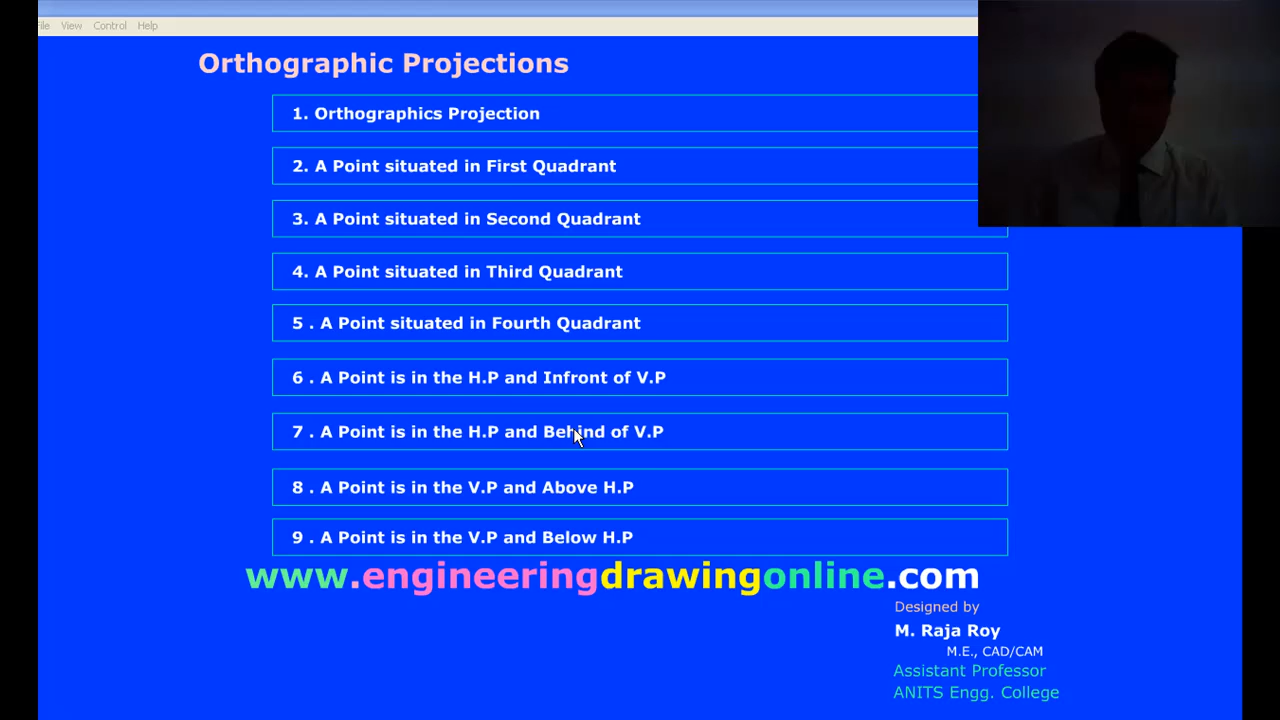 File View Control Help
Orthographic Projections
1. Orthographics Projection
2. A Point situated in First Quadrant
3. A Point situated in Second Quadrant
4. A Point situated in Third Quadrant
5 . A Point situated in Fourth Quadrant
6 . A Point is in the H.P and Infront of V.P
7 . A Point is in the H.P and Behind of V.P
8 . A Point is in the V.P and Above H.P
9 . A Point is in the V.P and Below H.P
www.engineeringdrawingonline.com
Designed by
M. Raja Roy
M.E., CAD/CAM
Assistant Professor
ANITS Engg. College